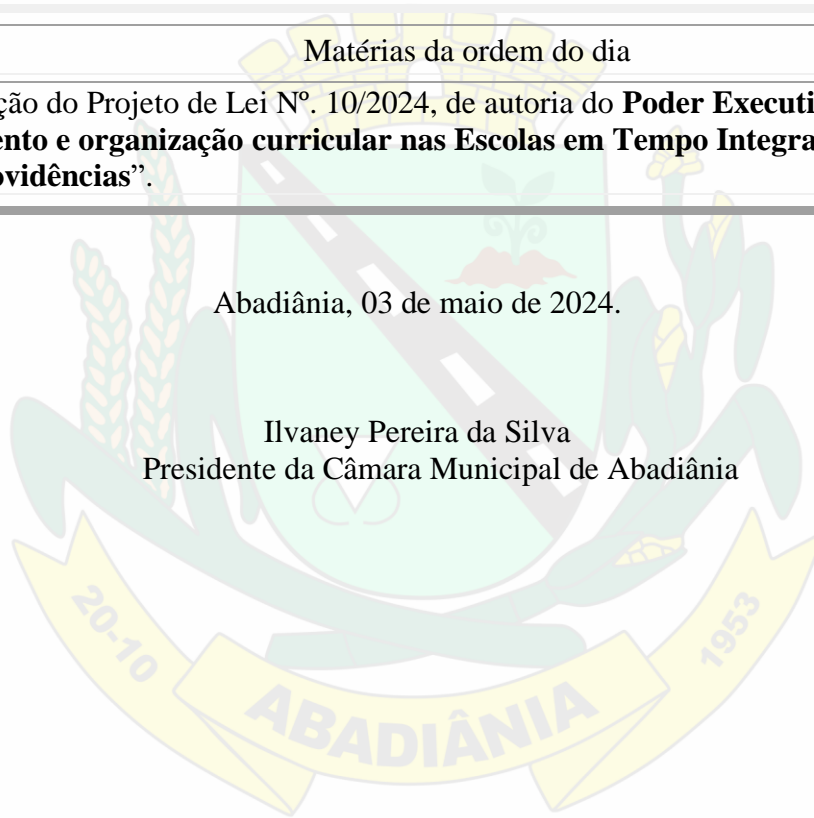 Matérias da ordem do dia
ção do Projeto de Lei Nº. 10/2024, de autoria do Poder Executi
ento e organização curricular nas Escolas em Tempo Integra
ovidências”.
Abadiânia, 03 de maio de 2024.
Ilvaney Pereira da Silva
Presidente da Câmara Municipal de Abadiânia
20-10
ABADIÂNIA
1953